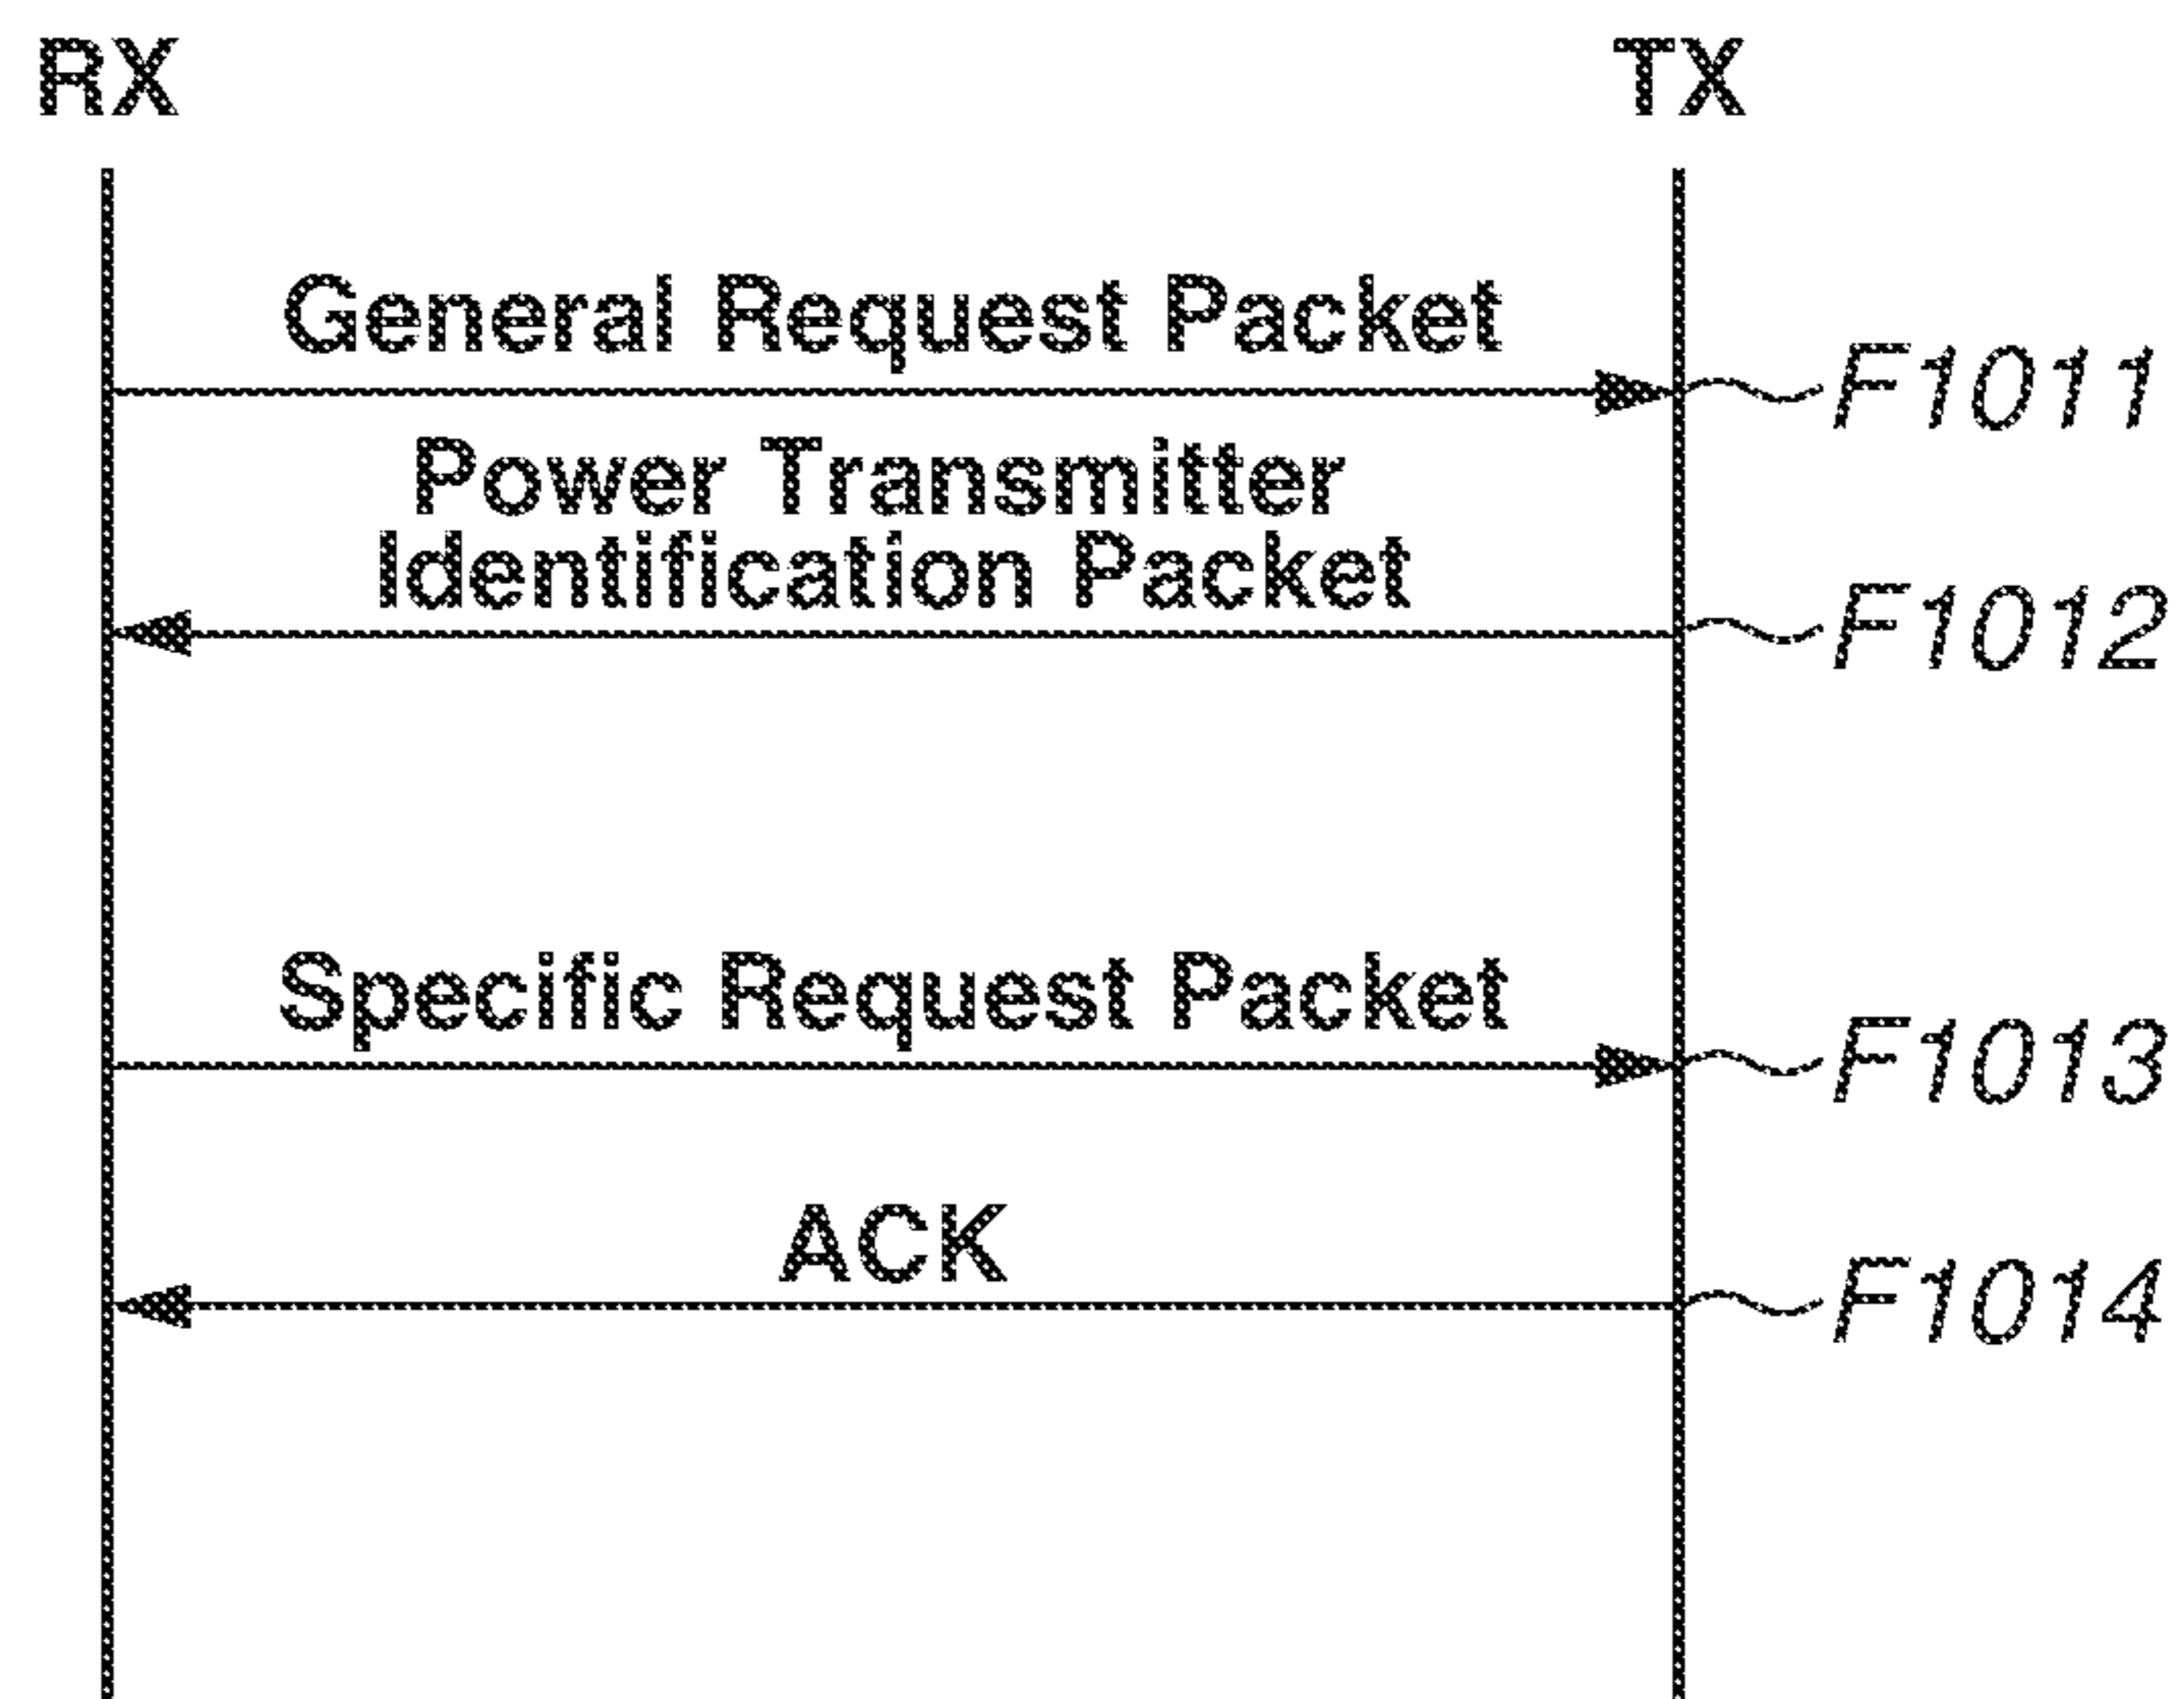 RX
TX
General Request Packet
F1011
Power Transmitter
Identification Packet
F1012
Specific Request Packet
F1013
ACK
F1014